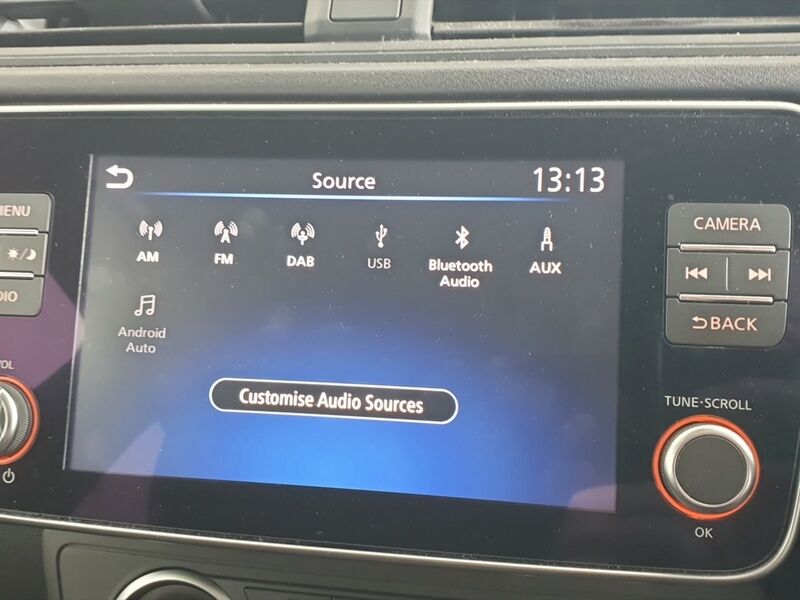 Source 13:13
MENU
CAMERA
AM FM DAB USB Bluetooth Audio AUX
Android Auto
BACK
Customise Audio Sources
TUNE·SCROLL
OK